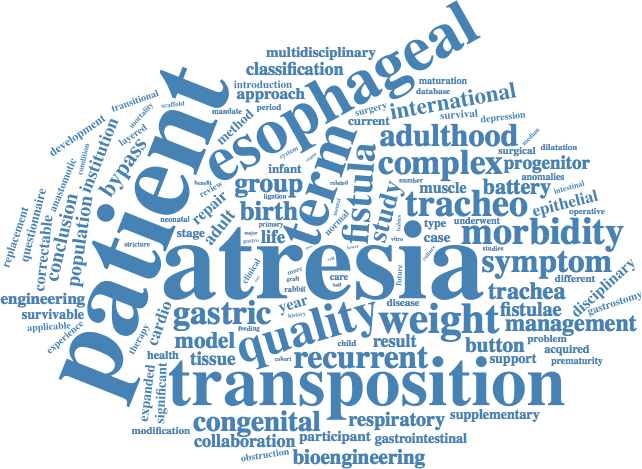 esophageal
multidisciplinary
classification
patient
maturation
introduction
database
transitional
approach
international
scaffold
mandate
period
surgery
survival
depression
mortality
method
current
development
layered
adulthood
median
institution
bypass
system
term
fistula
surgical
dilatation
condition
infant
complex
progenitor
anastomotic
benefit
review
group
related
number
anomalies
population
ligation
study
muscle
battery
intestinal
questionnaire
conclusion
repair
adult
birth
normal
tracheo
epithelial
replacement
correctable
neonatal
primary
type
underwent
operative
stage
life
major
vitro
case
morbidity
stricture
gastro
atresia
studies
symptom
clinical
more
care
future
different
engineering
graft
rabbit
half
trachea
disciplinary
survivable
gastric
year
disease
fistulae
gastrostomy
applicable
cardio
history
quality
weight
management
experience
therapy
feeding
model
child
result
button
problem
health
tissue
cohort
recurrent
support
acquired
prematurity
expanded
significant
transposition
modification
congenital
respiratory
supplementary
collaboration
participant
gastrointestinal
obstruction
bioengineering